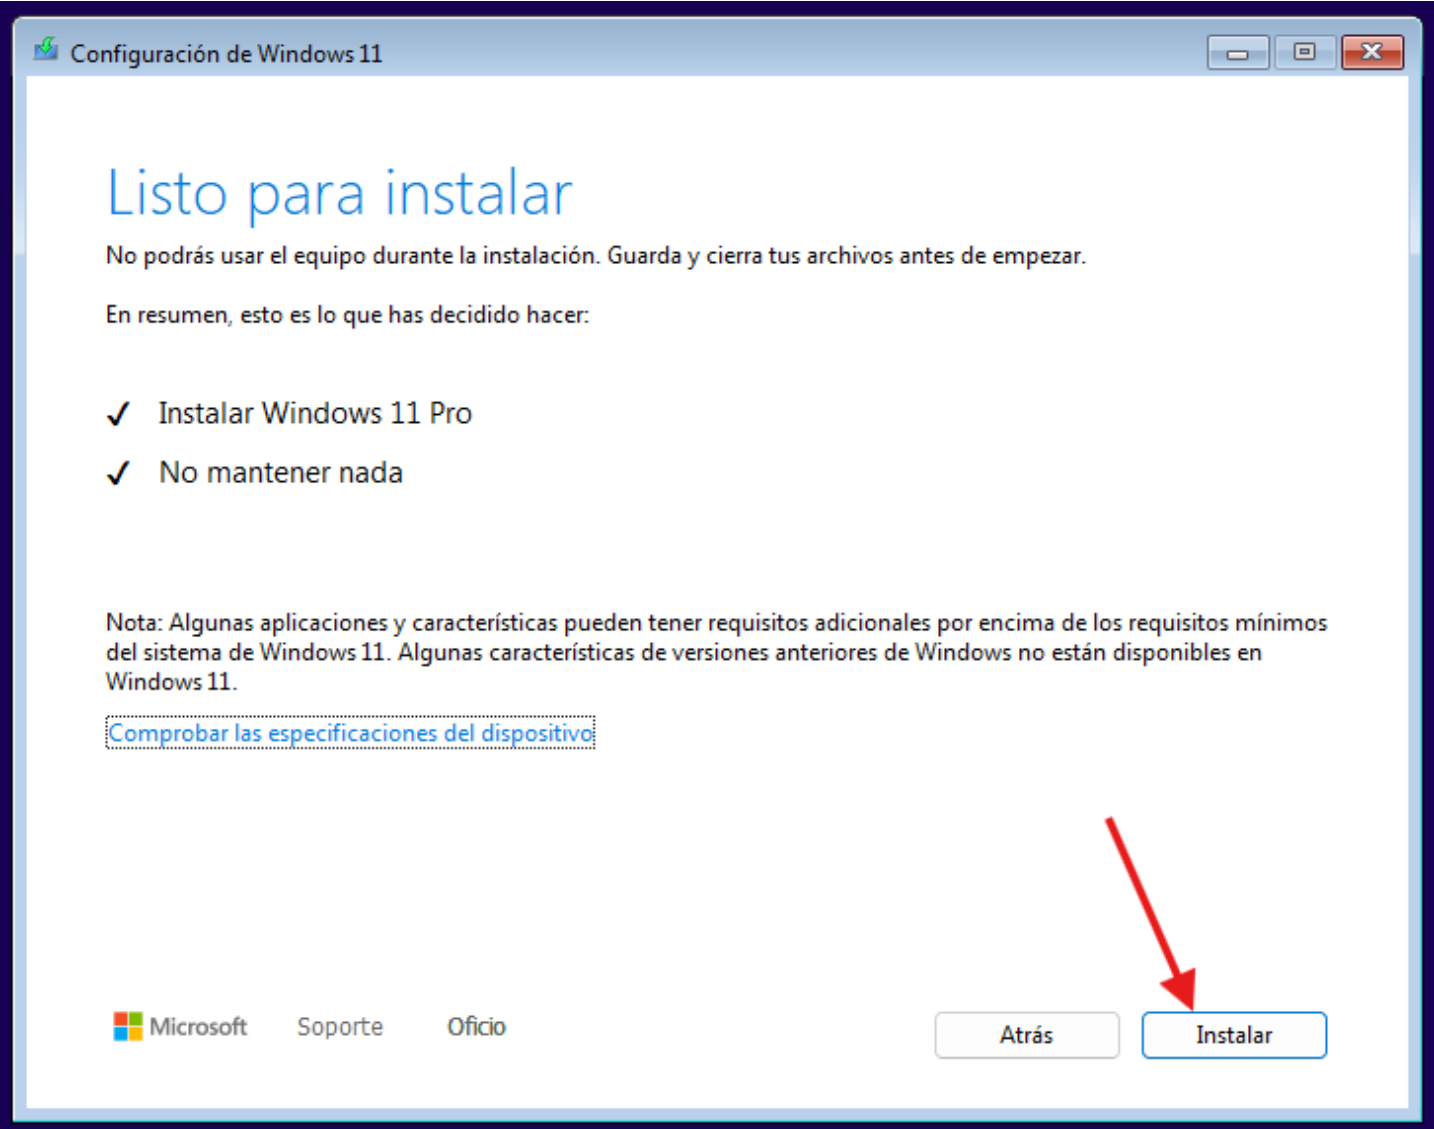 Configuración de Windows 11
Listo para instalar
No podrás usar el equipo durante la instalación. Guarda y cierra tus archivos antes de empezar.
En resumen, esto es lo que has decidido hacer:
Instalar Windows 11 Pro
No mantener nada
Nota: Algunas aplicaciones y características pueden tener requisitos adicionales por encima de los requisitos mínimos
del sistema de Windows 11. Algunas características de versiones anteriores de Windows no están disponibles en
Windows 11.
Comprobar las especificaciones del dispositivo
Microsoft Soporte Oficio Atrás Instalar